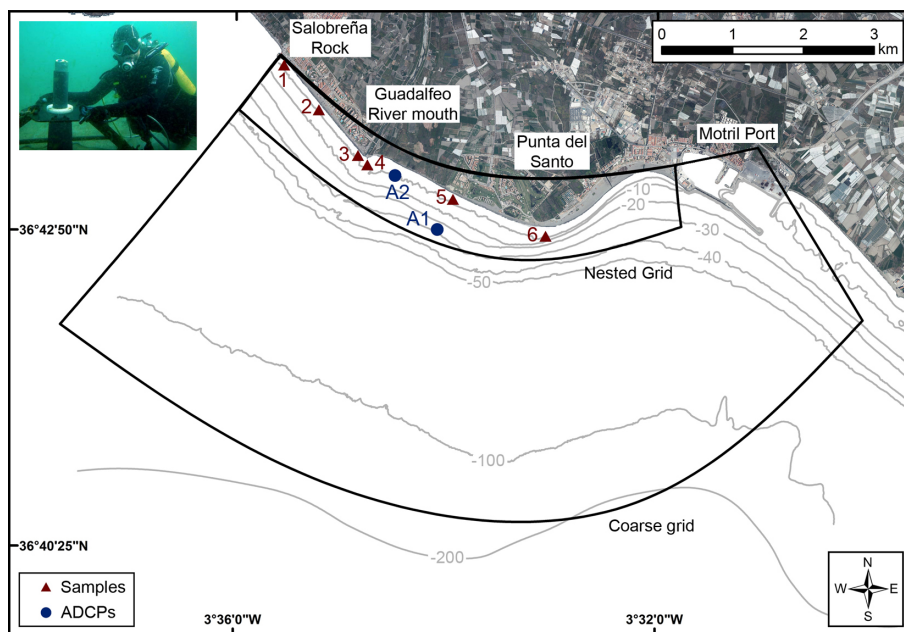 Salobreña
Rock
0 1 2 3
km
1
Guadalfeo
River mouth
2
Motril Port
Punta del
Santo
3
4
A2
-10
5
-20
A1
6
36°42'50"N
-30
-40
Nested Grid
-50
-100
Coarse grid
36°40'25"N
-200
N
W E
S
Samples
ADCPs
3°36'0"W
3°32'0"W